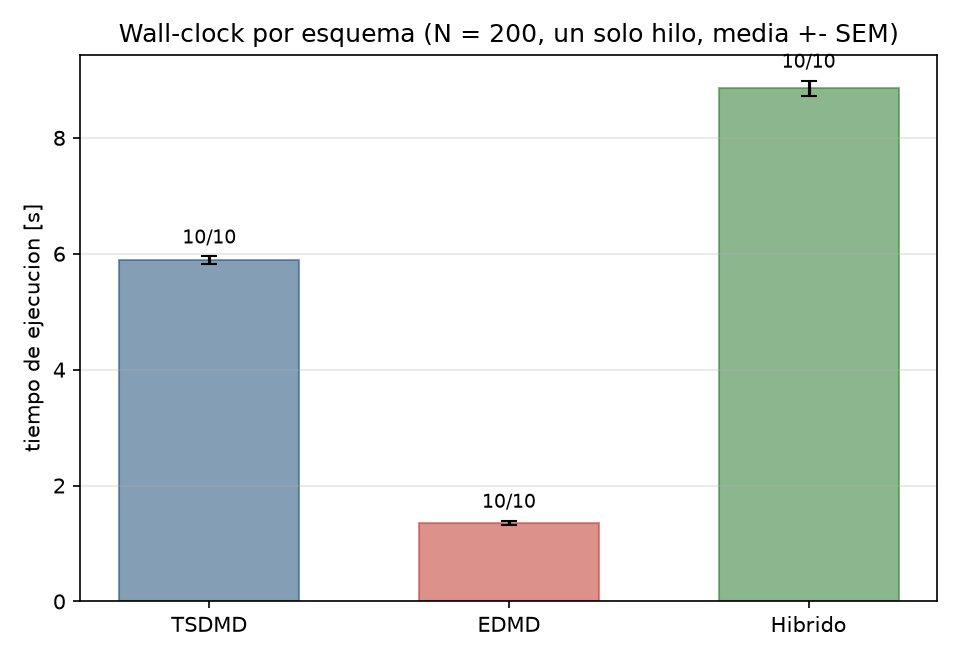 Wall-clock por esquema (N = 200, un solo hilo, media +- SEM)
10/10
10/10
10/10
8
6
4
2
0
tiempo de ejecucion [s]
TSDMD
EDMD
Hibrido